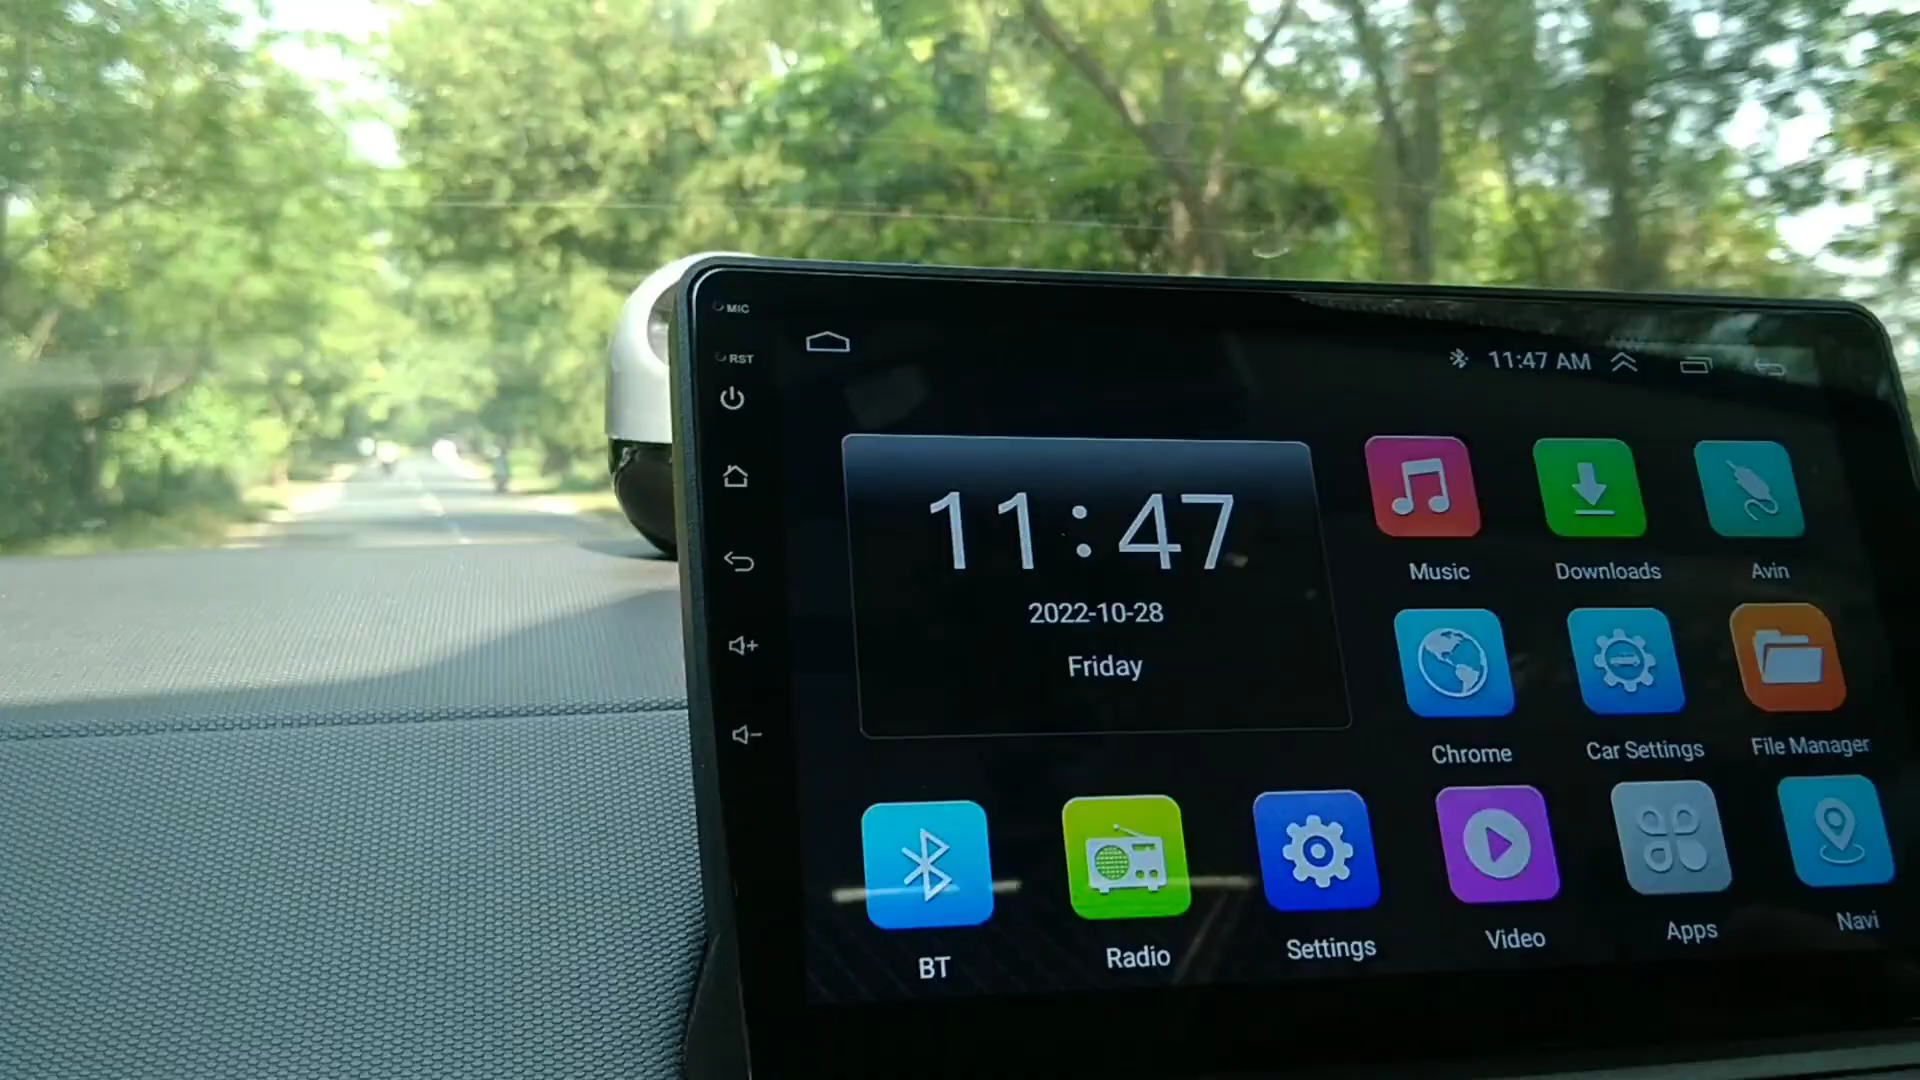 MIC
RST
11:47 AM
11:47
2022-10-28
Friday
Music
Downloads
Avin
Chrome
Car Settings
File Manager
BT
Radio
Settings
Video
Apps
Navi